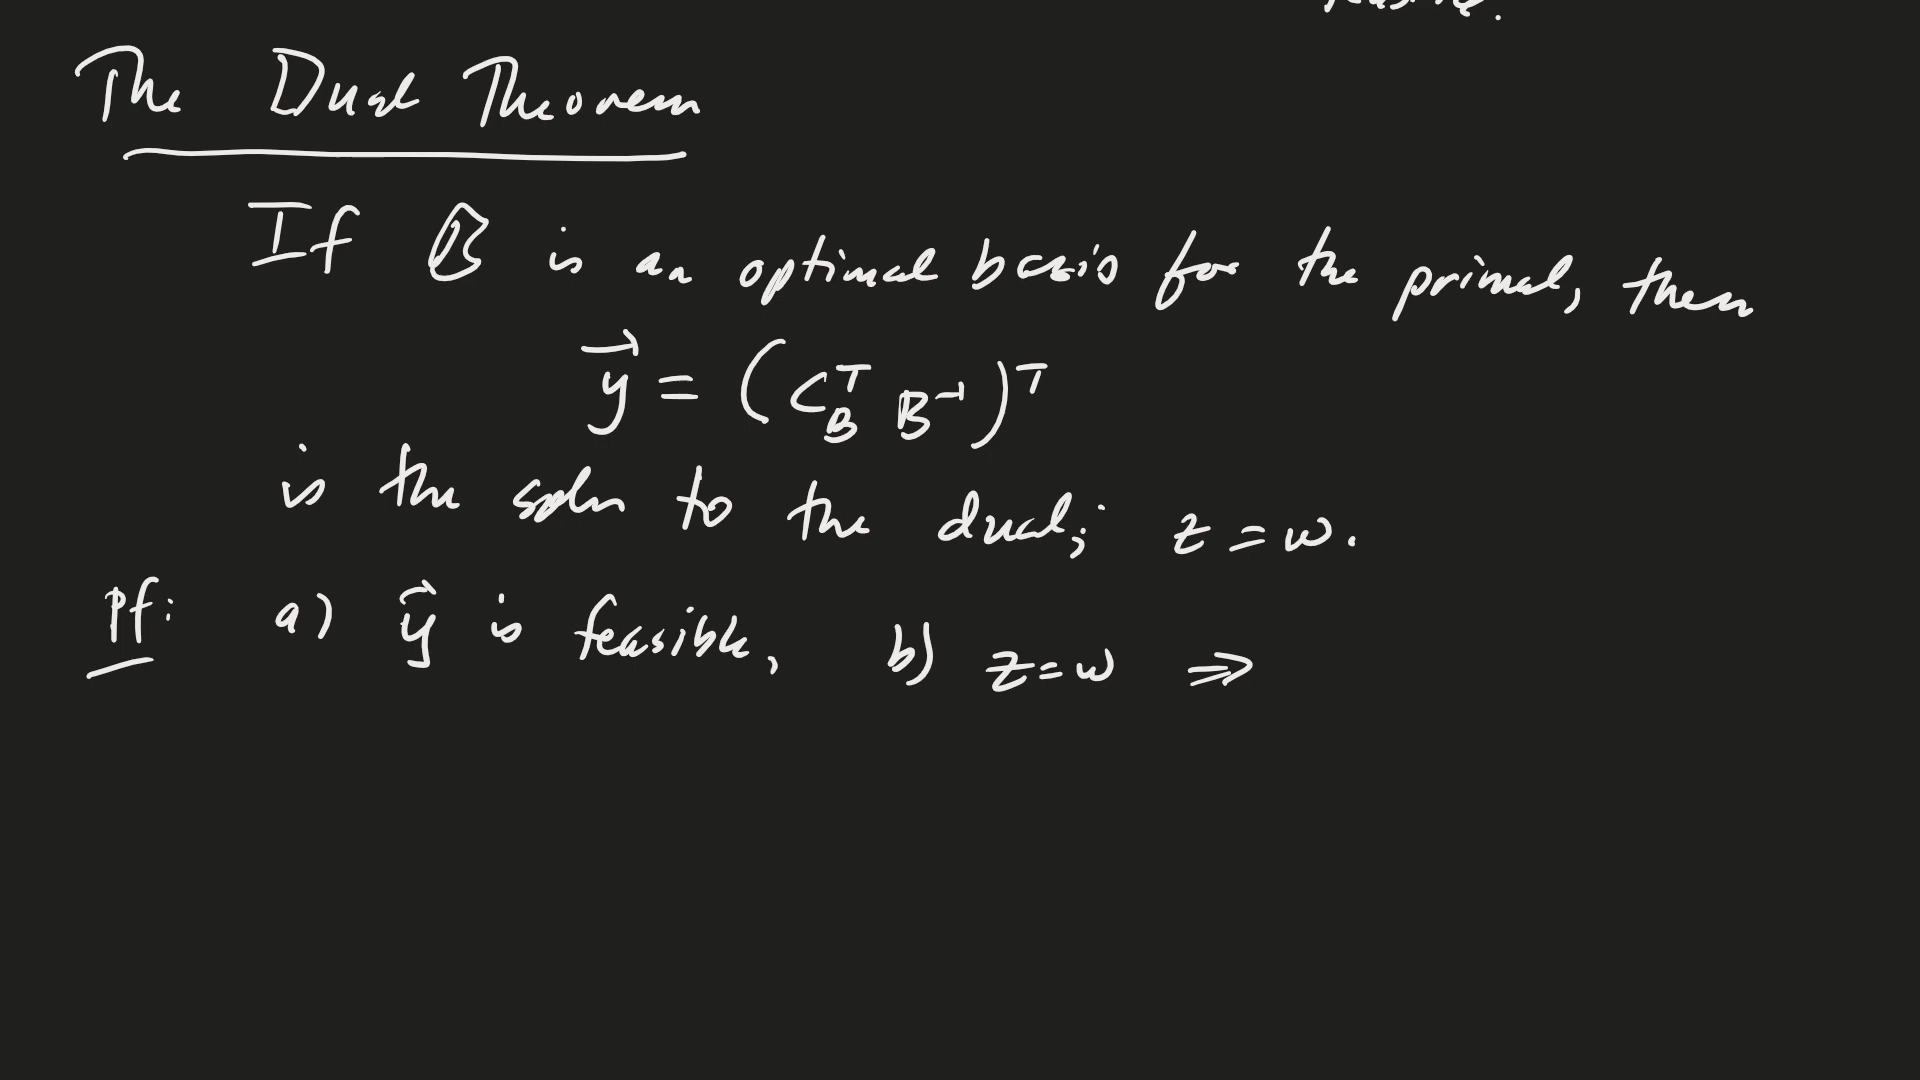 feasible.
The Dual Theorem
If B is an optimal basis for the primal, then
y⃗ = (C_B^T B^-1)^T
is the soln to the dual; z = w.
Pf: a) y⃗ is feasible, b) z=w ⇒